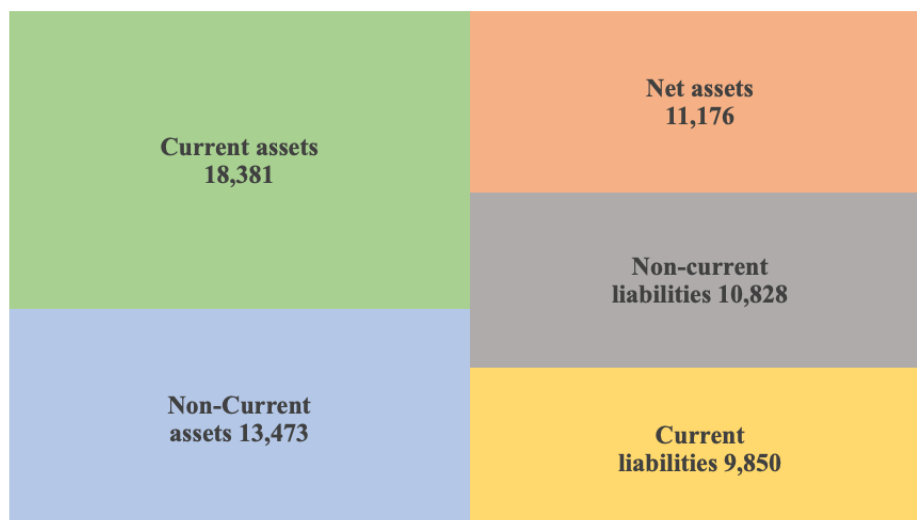 Current assets
18,381
Non-Current
assets 13,473
Net assets
11,176
Non-current
liabilities 10,828
Current
liabilities 9,850